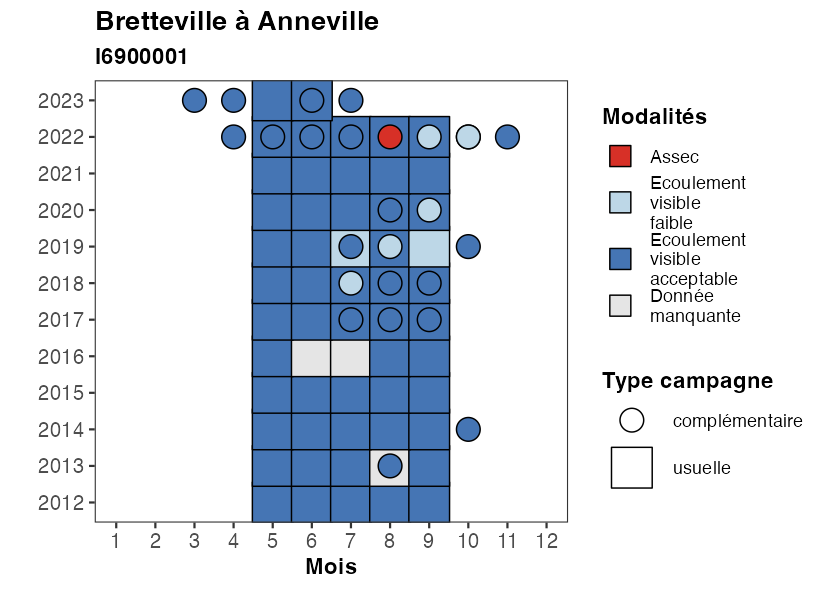 Bretteville à Anneville
I6900001
2023
2022
2021
2020
2019
2018
2017
2016
2015
2014
2013
2012
1 2 3 4 5 6 7 8 9 10 11 12
Mois
Modalités
Assec
Ecoulement
visible
faible
Ecoulement
visible
acceptable
Donnée
manquante
Type campagne
complémentaire
usuelle